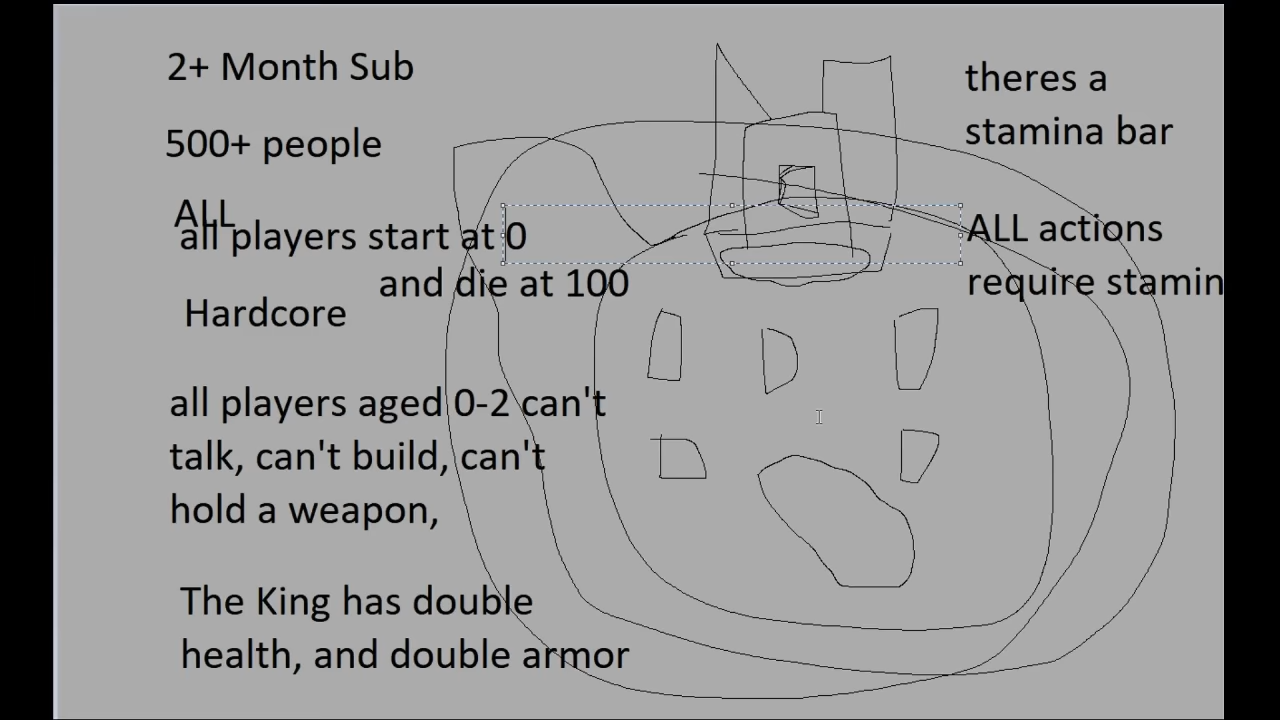 2+ Month Sub
500+ people
ALL
all players start at 0
and die at 100
Hardcore
all players aged 0-2 can't
talk, can't build, can't
hold a weapon,
The King has double
health, and double armor
theres a
stamina bar
ALL actions
require stamin